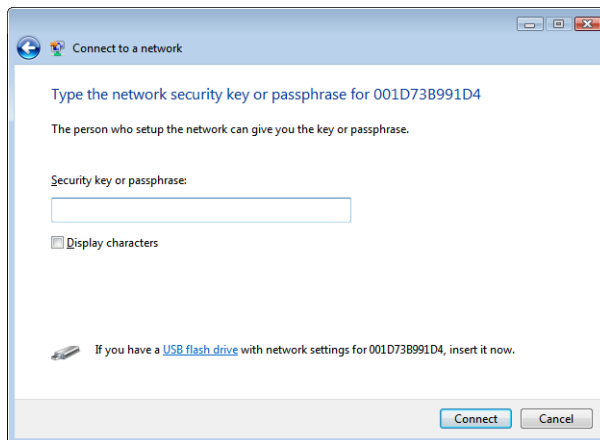 Connect to a network
Type the network security key or passphrase for 001D73B991D4
The person who setup the network can give you the key or passphrase.
Security key or passphrase:
Display characters
If you have a USB flash drive with network settings for 001D73B991D4, insert it now.
Connect Cancel